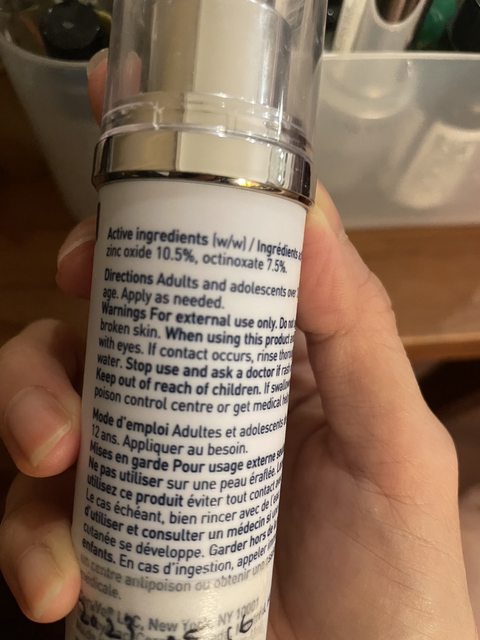 Active ingredients (w/w) / Ingrédients
zinc oxide 10.5%, octinoxate 7.5%.
Directions Adults and adolescents over
age. Apply as needed.
Warnings For external use only. Do not
broken skin. When using this product
with eyes. If contact occurs, rinse
water. Stop use and ask a doctor if
Keep out of reach of children. If
poison control centre or get medical
Mode d'emploi Adultes et adolescents
12 ans. Appliquer au besoin.
Mises en garde Pour usage externe
Ne pas utiliser sur une peau éraflée.
utilisez ce produit éviter tout contact
Le cas échéant, bien rincer avec de
d'utiliser et consulter un médecin si
cutanée se développe. Garder hors de
enfants. En cas d'ingestion, appeler
un centre antipoison ou obtenir une
médicale.
LLC, New York, NY 10001